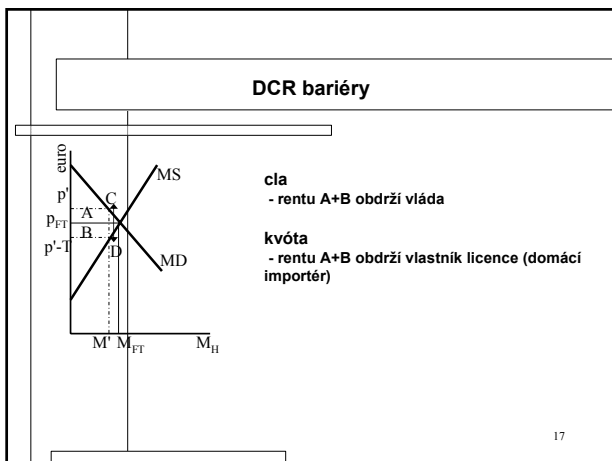 DCR bariéry
euro
p'
p_FT
p'-T
A
B
C
D
MS
MD
M'
M_FT
M_H
cla
- rentu A+B obdrží vláda
kvóta
- rentu A+B obdrží vlastník licence (domácí
importér)
17